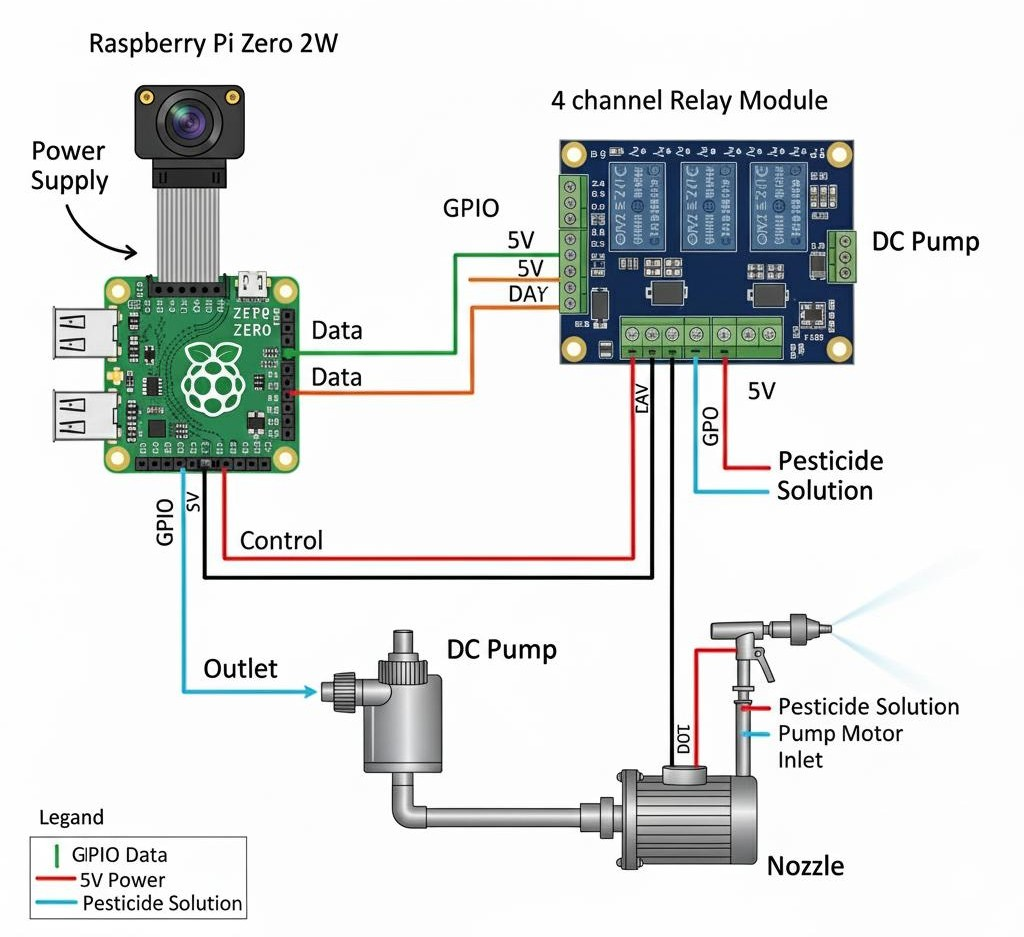 Raspberry Pi Zero 2W
4 channel Relay Module
Power
Supply
GPIO
5V
5V
DAY
DC Pump
ZEPO
ZERO
Data
Data
5V
GPO
Pesticide
Solution
GPIO
5V
Control
DC Pump
Outlet
DOT
Pesticide Solution
Pump Motor
Inlet
Nozzle
Legand
GIPIO Data
5V Power
Pesticide Solution